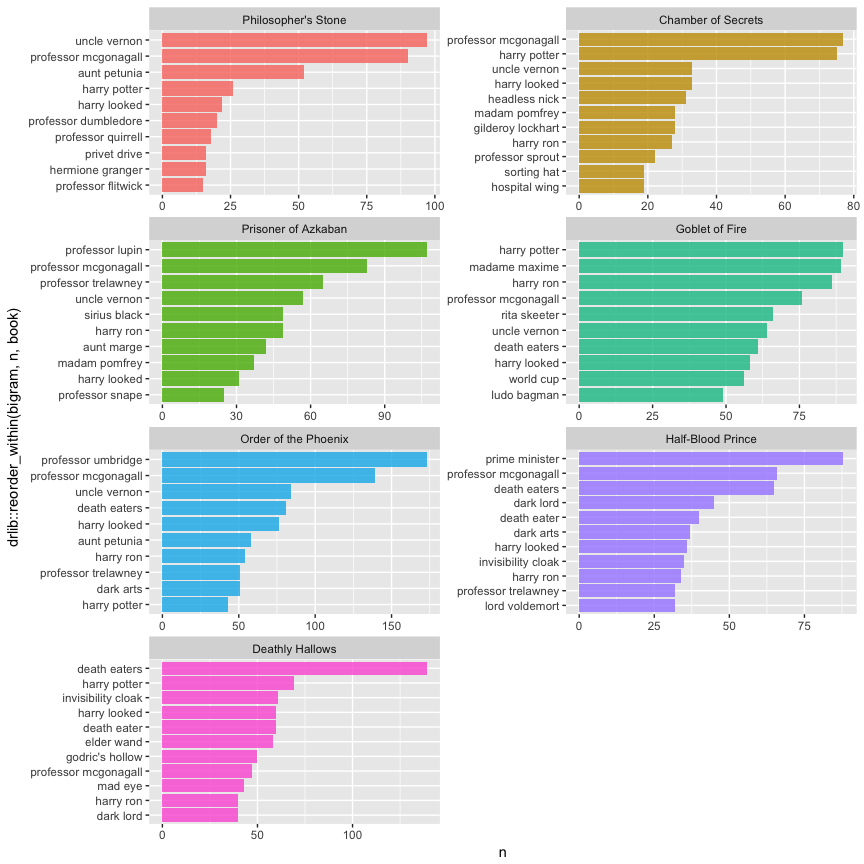 Philosopher's Stone
uncle vernon
professor mcgonagall
aunt petunia
harry potter
harry looked
professor dumbledore
professor quirrell
privet drive
hermione granger
professor flitwick
0 25 50 75 100
Chamber of Secrets
professor mcgonagall
harry potter
uncle vernon
harry looked
headless nick
madam pomfrey
gilderoy lockhart
harry ron
professor sprout
sorting hat
hospital wing
0 20 40 60 80
Prisoner of Azkaban
professor lupin
professor mcgonagall
professor trelawney
uncle vernon
sirius black
harry ron
aunt marge
madam pomfrey
harry looked
professor snape
0 30 60 90
Goblet of Fire
harry potter
madame maxime
harry ron
professor mcgonagall
rita skeeter
uncle vernon
death eaters
harry looked
world cup
ludo bagman
0 25 50 75
Order of the Phoenix
professor umbridge
professor mcgonagall
uncle vernon
death eaters
harry looked
aunt petunia
harry ron
professor trelawney
dark arts
harry potter
0 50 100 150
Half-Blood Prince
prime minister
professor mcgonagall
death eaters
dark lord
death eater
dark arts
harry looked
invisibility cloak
harry ron
professor trelawney
lord voldemort
0 25 50 75
Deathly Hallows
death eaters
harry potter
invisibility cloak
harry looked
death eater
elder wand
godric's hollow
professor mcgonagall
mad eye
harry ron
dark lord
0 50 100
drlib::reorder_within(bigram, n, book)
n